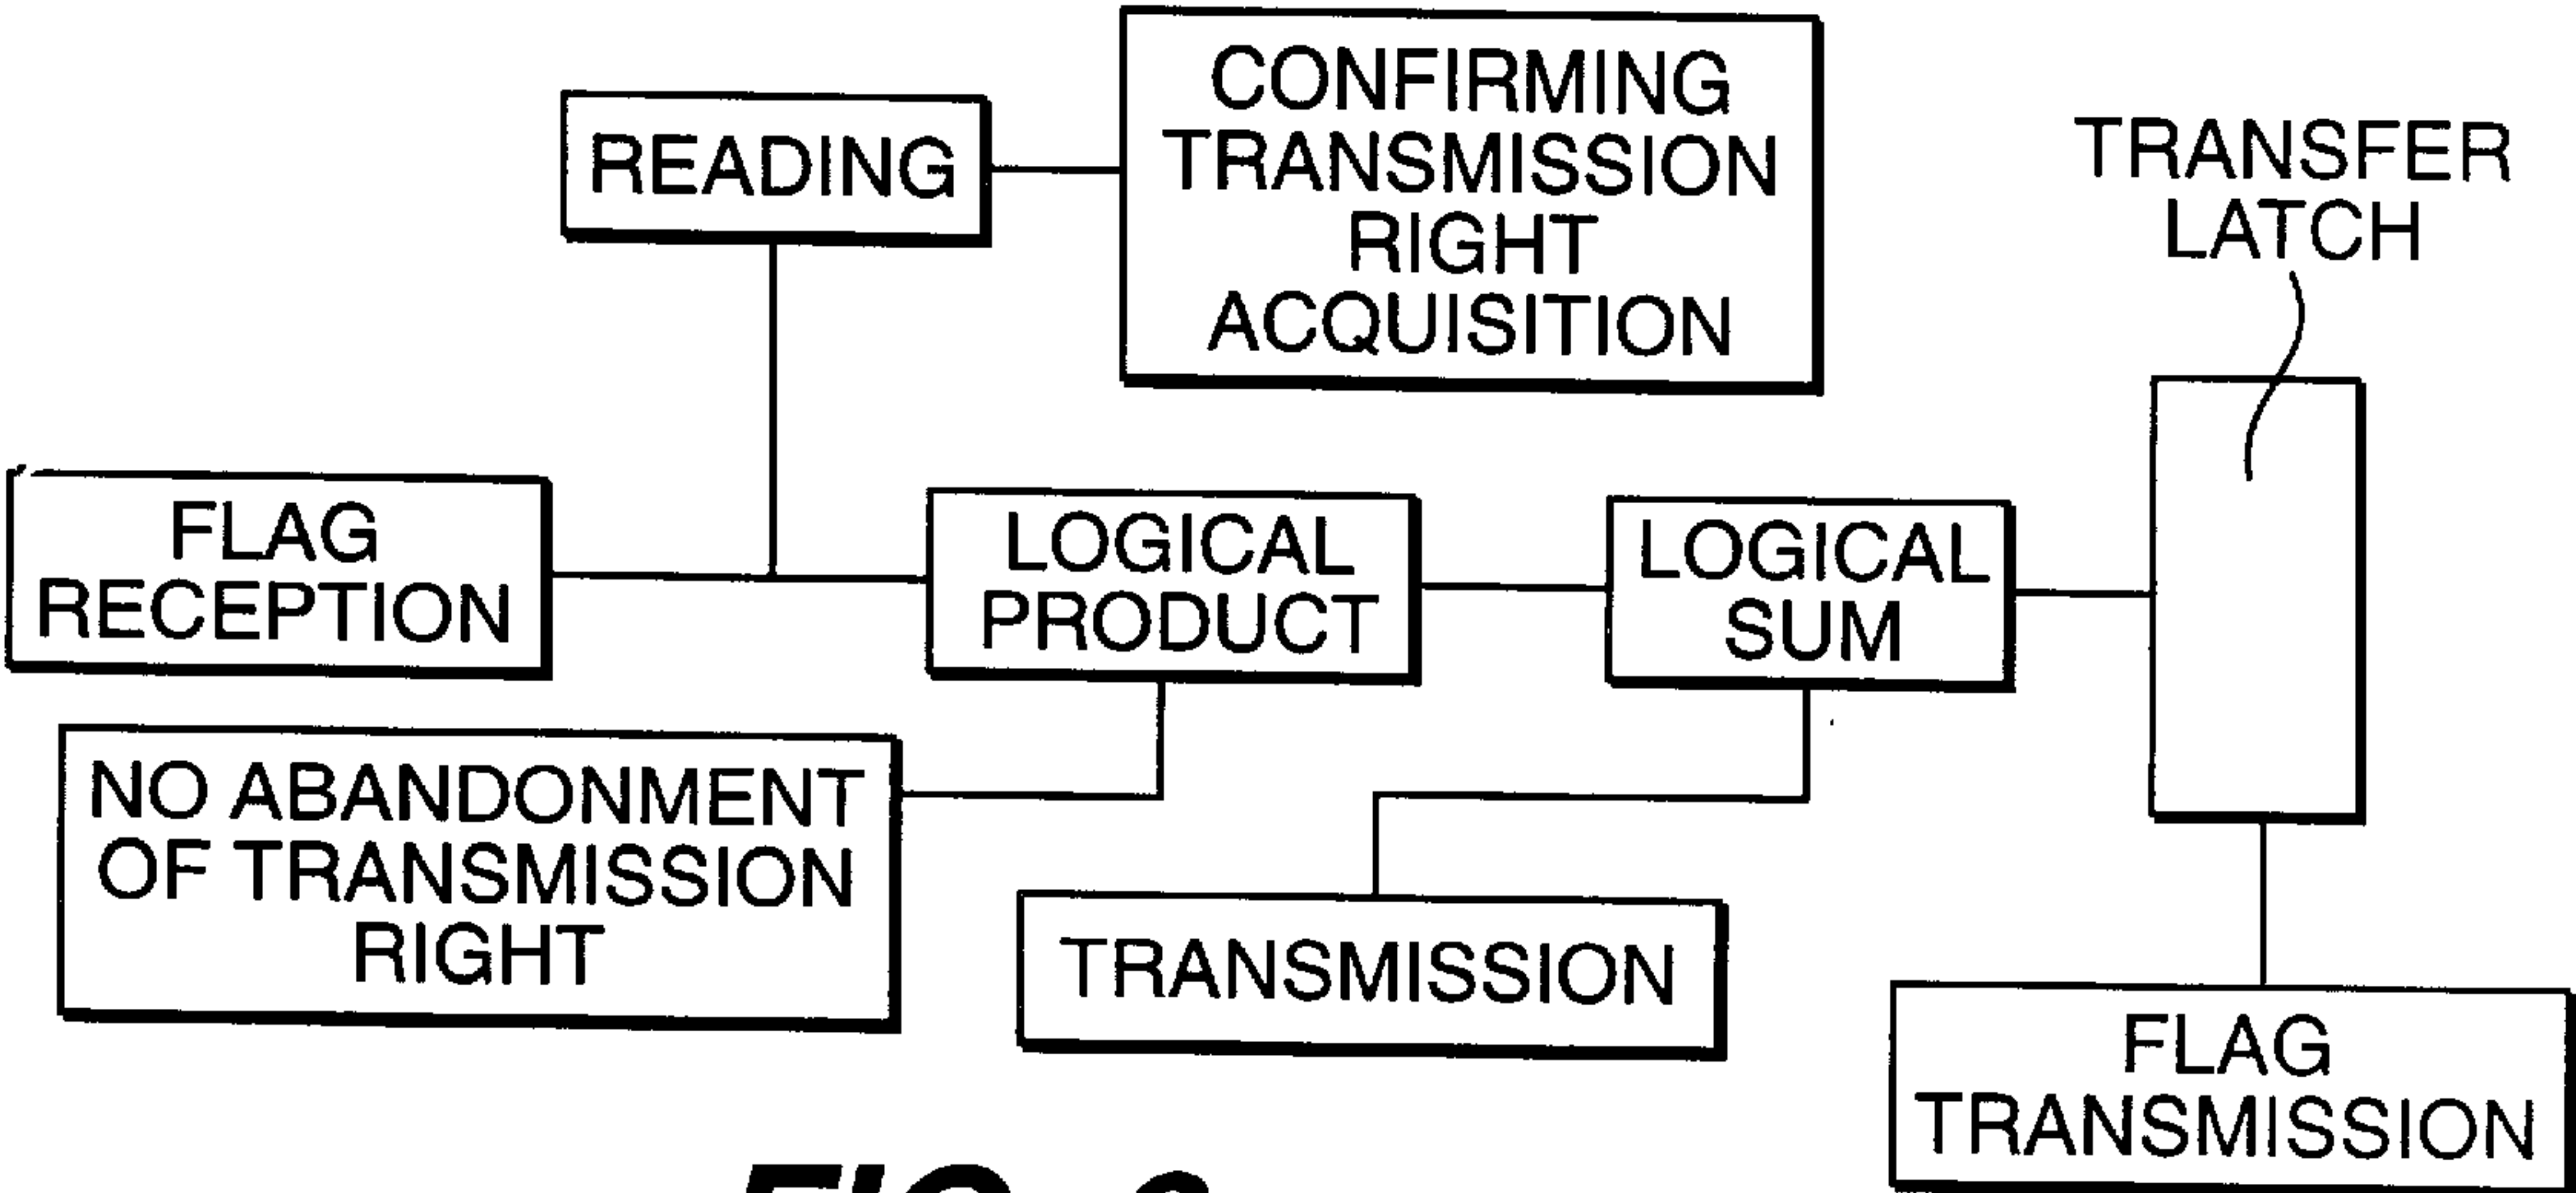 CONFIRMING
TRANSMISSION
RIGHT
ACQUISITION
READING
TRANSFER
LATCH
FLAG
RECEPTION
LOGICAL
PRODUCT
LOGICAL
SUM
NO ABANDONMENT
OF TRANSMISSION
RIGHT
TRANSMISSION
FLAG
TRANSMISSION